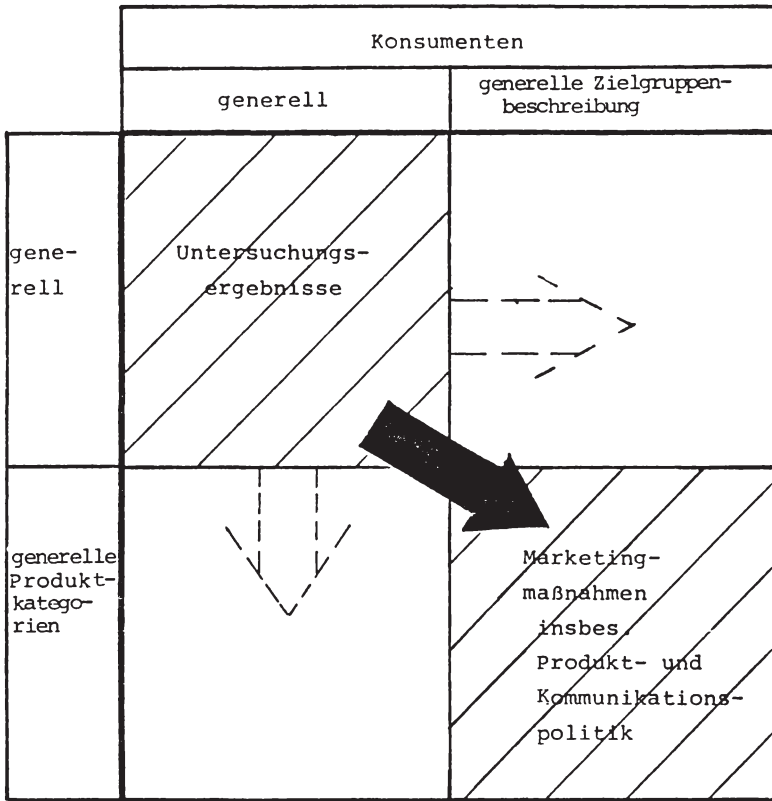 Konsumenten
generell
generelle Zielgruppen-
beschreibung
gene-
rell
Untersuchungs-
ergebnisse
generelle
Produkt-
katego-
rien
Marketing-
maßnahmen
insbes.
Produkt- und
Kommunikations-
politik